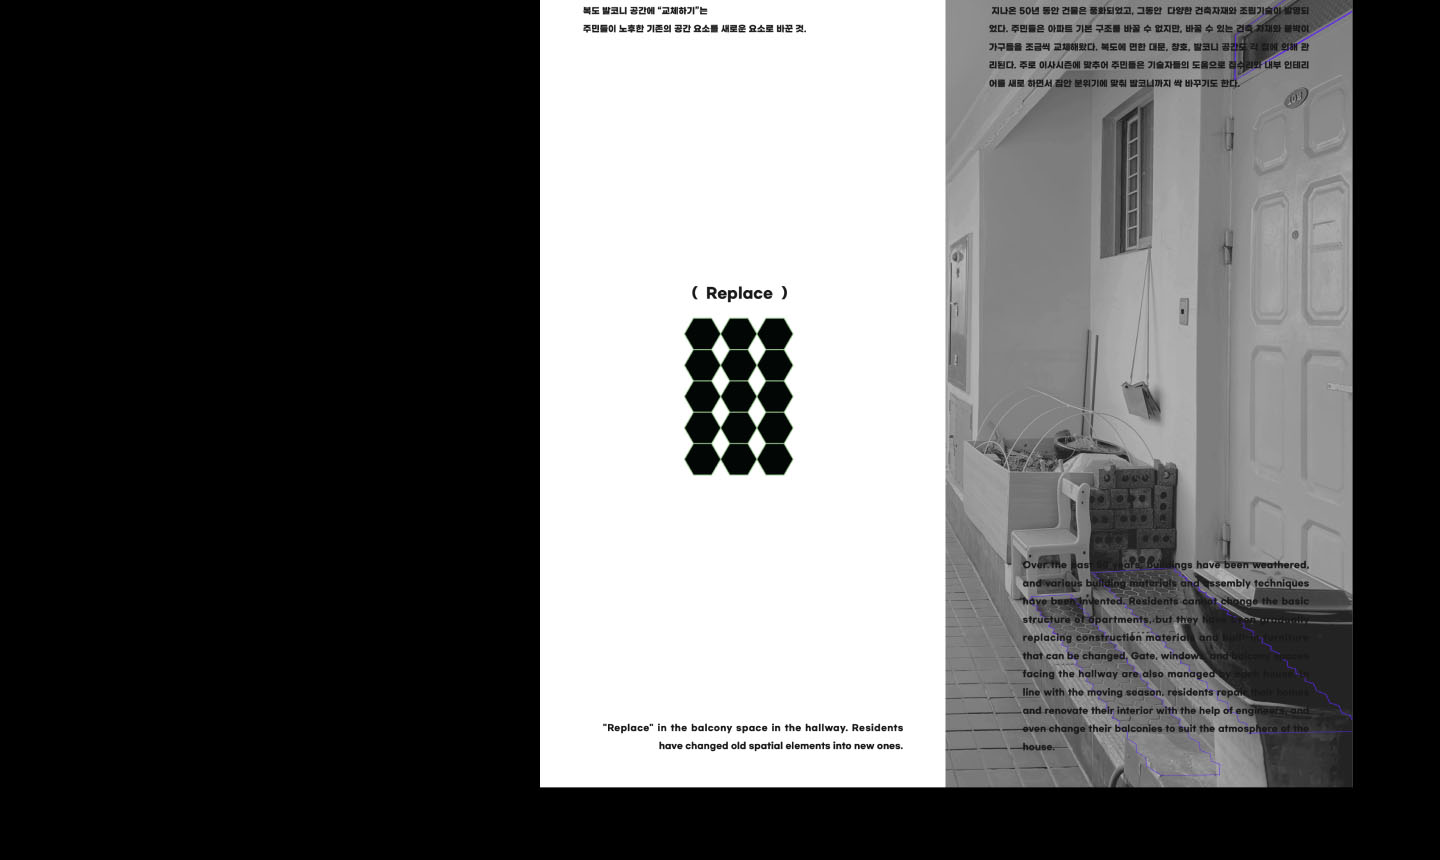 복도 발코니 공간에 “교체하기”는
주민들이 노후한 기존의 공간 요소를 새로운 요소로 바꾼 것.
( Replace )
"Replace" in the balcony space in the hallway. Residents
have changed old spatial elements into new ones.
지나온 50년 동안 건물은 풍화되었고, 그동안 다양한 건축자재와 조립기술이 발명되
었다. 주민들은 아파트 기본 구조를 바꿀 수 없지만, 바꿀 수 있는 건축 자재와 붙박이
가구들을 조금씩 교체해왔다. 복도에 면한 대문, 창호, 발코니 공간도 각 집에 의해 관
리된다. 주로 이사시즌에 맞추어 주민들은 기술자들의 도움으로 집수리와 내부 인테리
어를 새로 하면서 집안 분위기에 맞춰 발코니까지 싹 바꾸기도 한다.
Over the past 50 years, buildings have been weathered,
and various building materials and assembly techniques
have been invented. Residents cannot change the basic
structure of apartments, but they have been gradually
replacing construction materials and built-in furniture
that can be changed. Gate, windows, and balcony spaces
facing the hallway are also managed by each house. In
line with the moving season, residents repair their homes
and renovate their interior with the help of engineers, and
even change their balconies to suit the atmosphere of the
house.